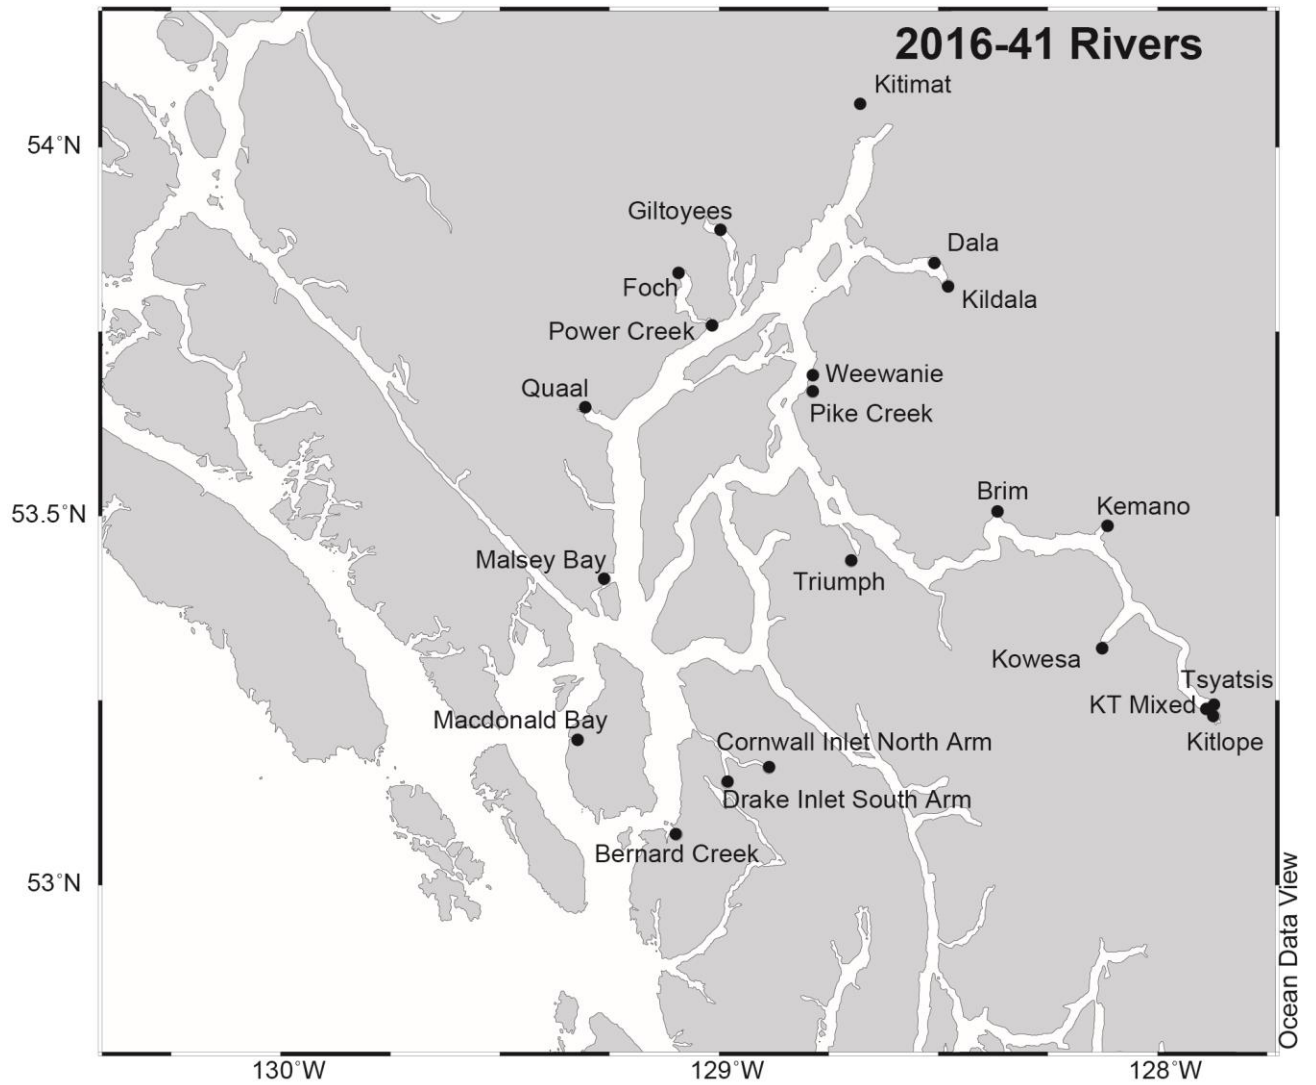 2016-41 Rivers
Kitimat
54°N
Giltoyees
Dala
Foch
Kildala
Power Creek
Weewanie
Quaal
Pike Creek
Brim
Kemano
53.5°N
Malsey Bay
Triumph
Kowesa
Tsyatsis
KT Mixed
Macdonald Bay
Cornwall Inlet North Arm
Kitlope
Drake Inlet South Arm
Bernard Creek
53°N
Ocean Data View
130°W
129°W
128°W